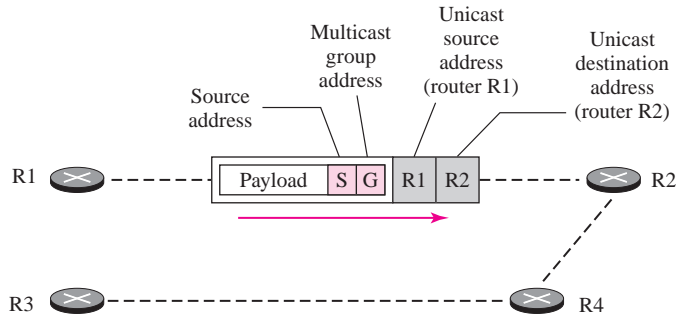 Multicast
group
address
Unicast
source
address
(router R1)
Unicast
destination
address
(router R2)
Source
address
R1
Payload
S
G
R1
R2
R2
R3
R4